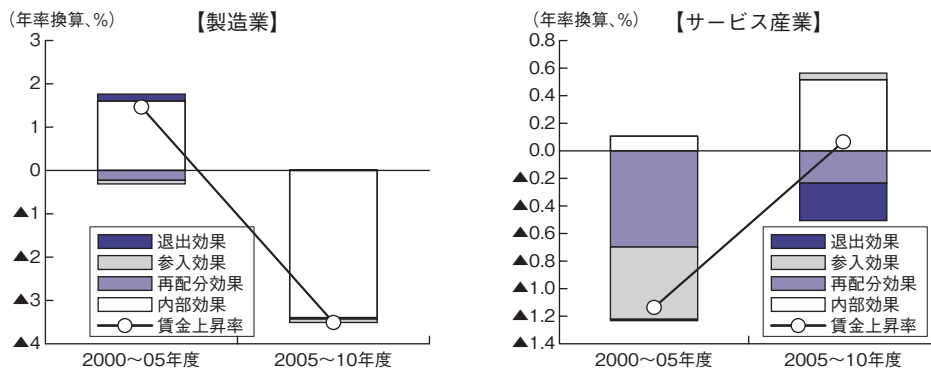 （年率換算、%）
【製造業】
3
2
1
0
▲1
▲2
▲3
▲4
退出効果
参入効果
再配分効果
内部効果
賃金上昇率
2000～05年度
2005～10年度
（年率換算、%）
【サービス産業】
0.8
0.6
0.4
0.2
0.0
▲0.2
▲0.4
▲0.6
▲0.8
▲1.0
▲1.2
▲1.4
退出効果
参入効果
再配分効果
内部効果
賃金上昇率
2000～05年度
2005～10年度